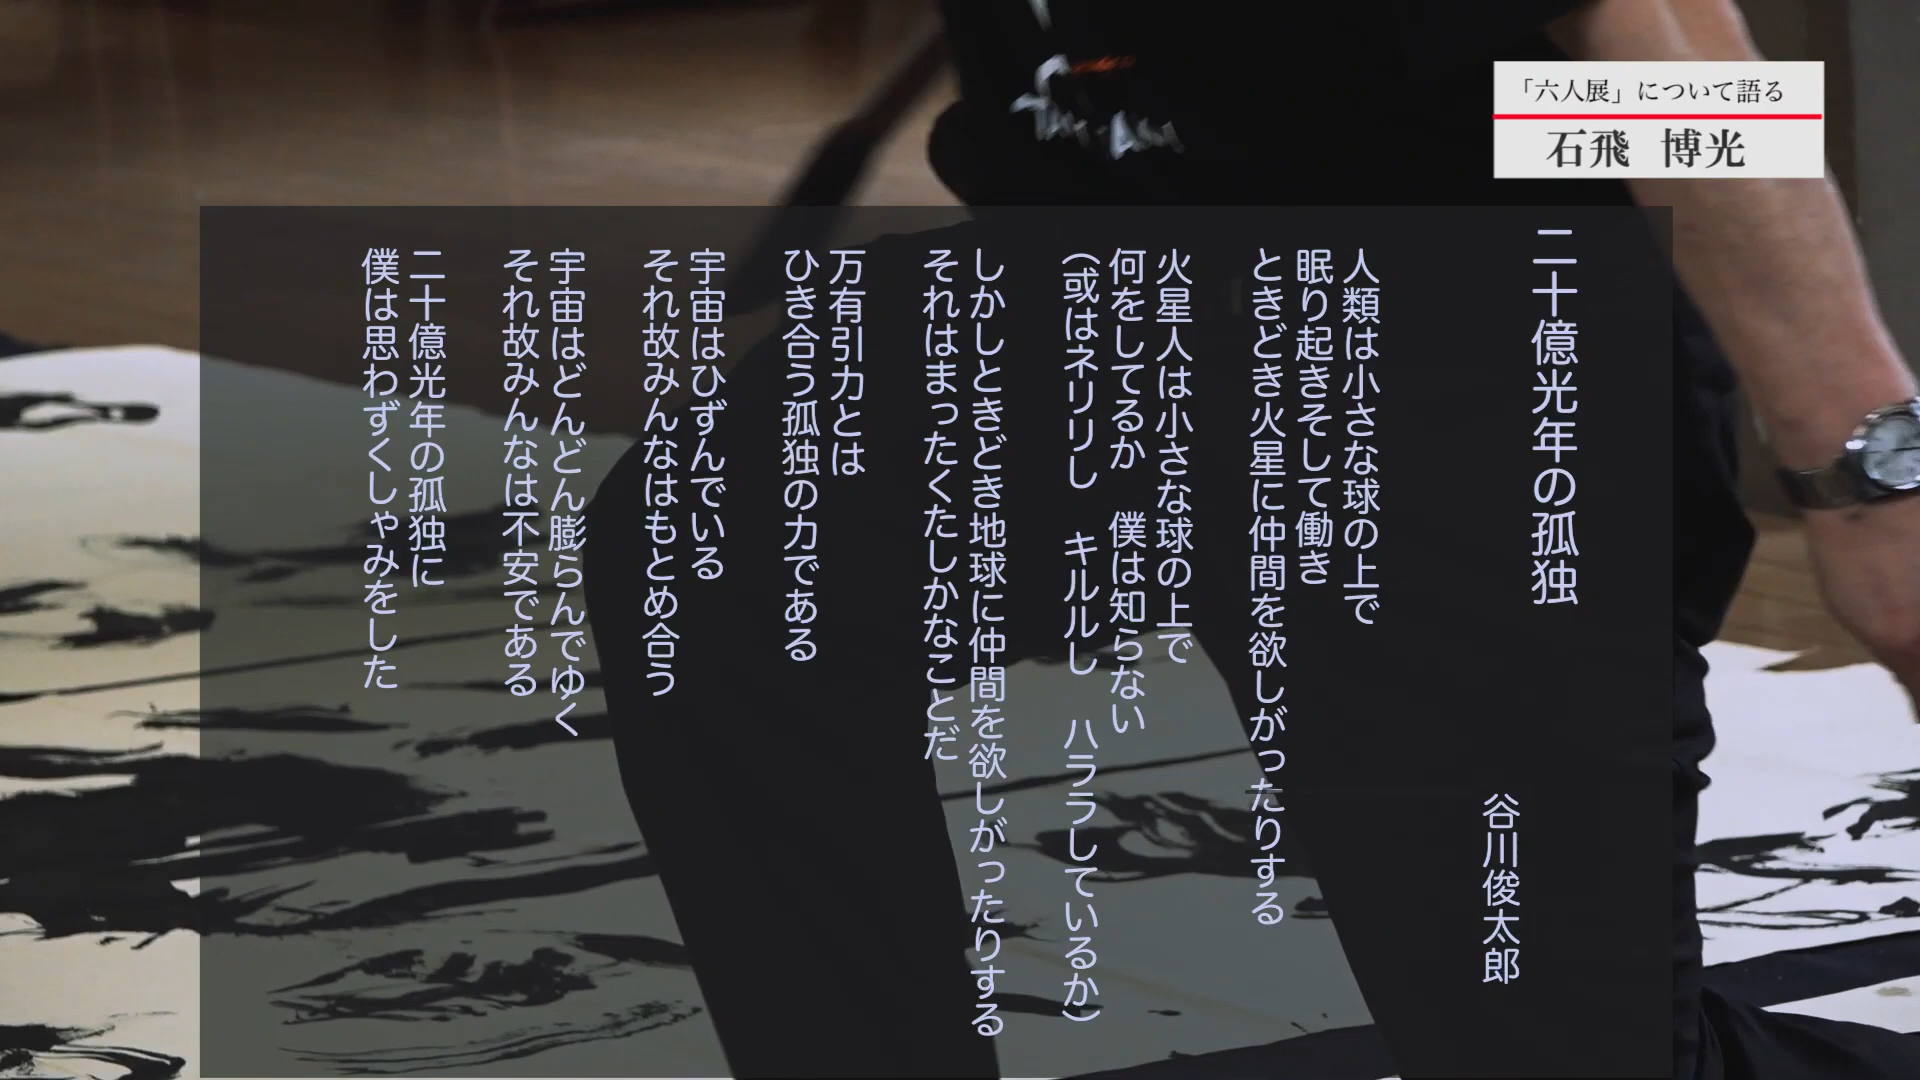 「六人展」について語る
石飛 博光
二十億光年の孤独
谷川俊太郎
人類は小さな球の上で
眠り起きそして働き
ときどき火星に仲間を欲しがったりする
火星人は小さな球の上で
何をしてるか 僕は知らない
(或はネリリし キルルし ハララしているか)
しかしときどき地球に仲間を欲しがったりする
それはまったくたしかなことだ
万有引力とは
ひき合う孤独の力である
宇宙はひずんでいる
それ故みんなはもとめ合う
宇宙はどんどん膨らんでゆく
それ故みんなは不安である
二十億光年の孤独に
僕は思わずくしゃみをした